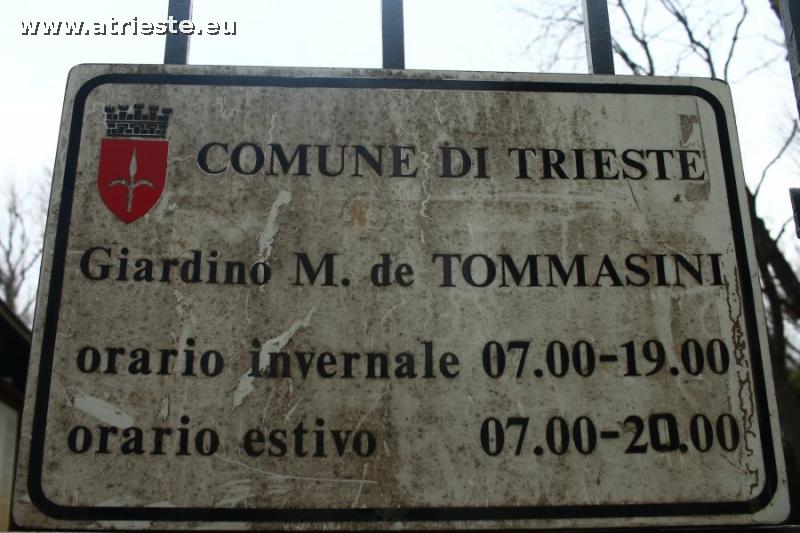 www.atrieste.eu
COMUNE DI TRIESTE
Giardino M. de TOMMASINI
orario invernale 07.00-19.00
orario estivo 07.00-20.00